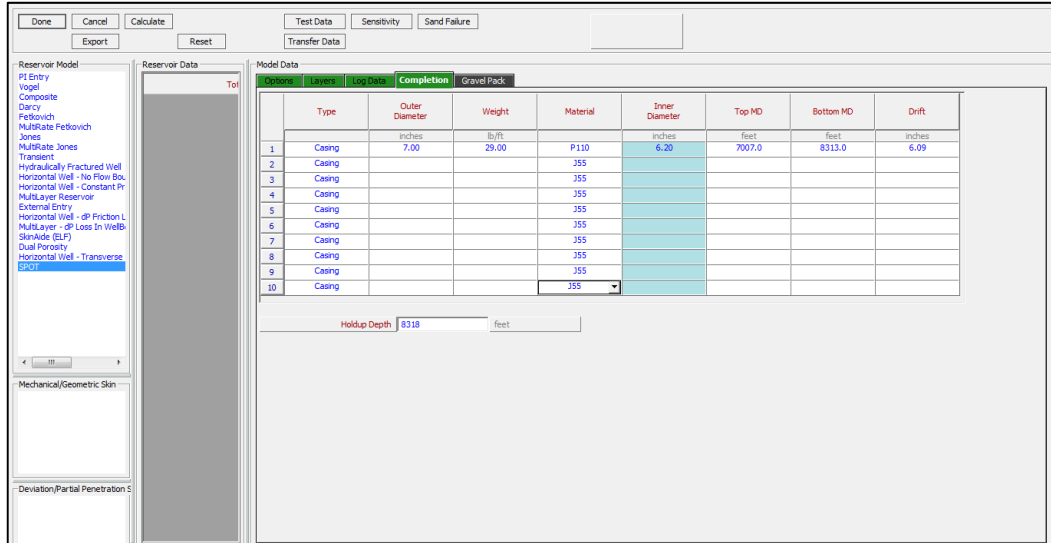 Done Cancel Calculate Test Data Sensitivity Sand Failure
Export Reset Transfer Data
Reservoir Model
PI Entry
Vogel
Composite
Darcy
Fetkovich
MultiRate Fetkovich
Jones
MultiRate Jones
Transient
Hydraulically Fractured Well
Horizontal Well - No Flow Bou
Horizontal Well - Constant Pr
MultiLayer Reservoir
External Entry
Horizontal Well - dP Friction L
MultiLayer - dP Loss In WellB
SkinAide (ELF)
Dual Porosity
Horizontal Well - Transverse
SPOT
Mechanical/Geometric Skin
Deviation/Partial Penetration S
Reservoir Data
Tot
Model Data
Options Layers Log Data Completion Gravel Pack
Type Outer Diameter Weight Material Inner Diameter Top MD Bottom MD Drift
inches lb/ft inches feet feet inches
1 Casing 7.00 29.00 P110 6.20 7007.0 8313.0 6.09
2 Casing J55
3 Casing J55
4 Casing J55
5 Casing J55
6 Casing J55
7 Casing J55
8 Casing J55
9 Casing J55
10 Casing J55
Holdup Depth 8318 feet